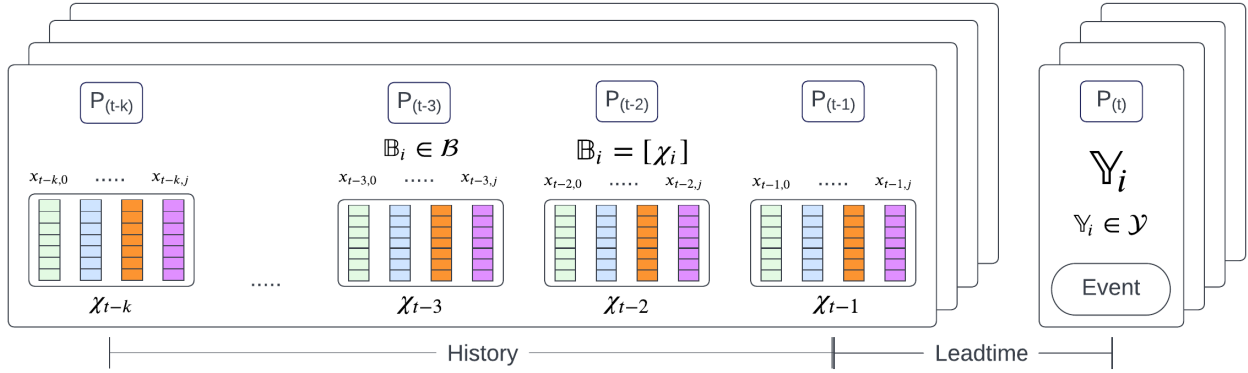 P(t-k) P(t-3) P(t-2) P(t-1) P(t)
𝔹i ∈ ℬ 𝔹i = [χi]
𝕐i
xt−k,0 ..... xt−k,j xt−3,0 ..... xt−3,j xt−2,0 ..... xt−2,j xt−1,0 ..... xt−1,j
𝕐i ∈ 𝒴
.....
Event
χt−k χt−3 χt−2 χt−1
History Leadtime